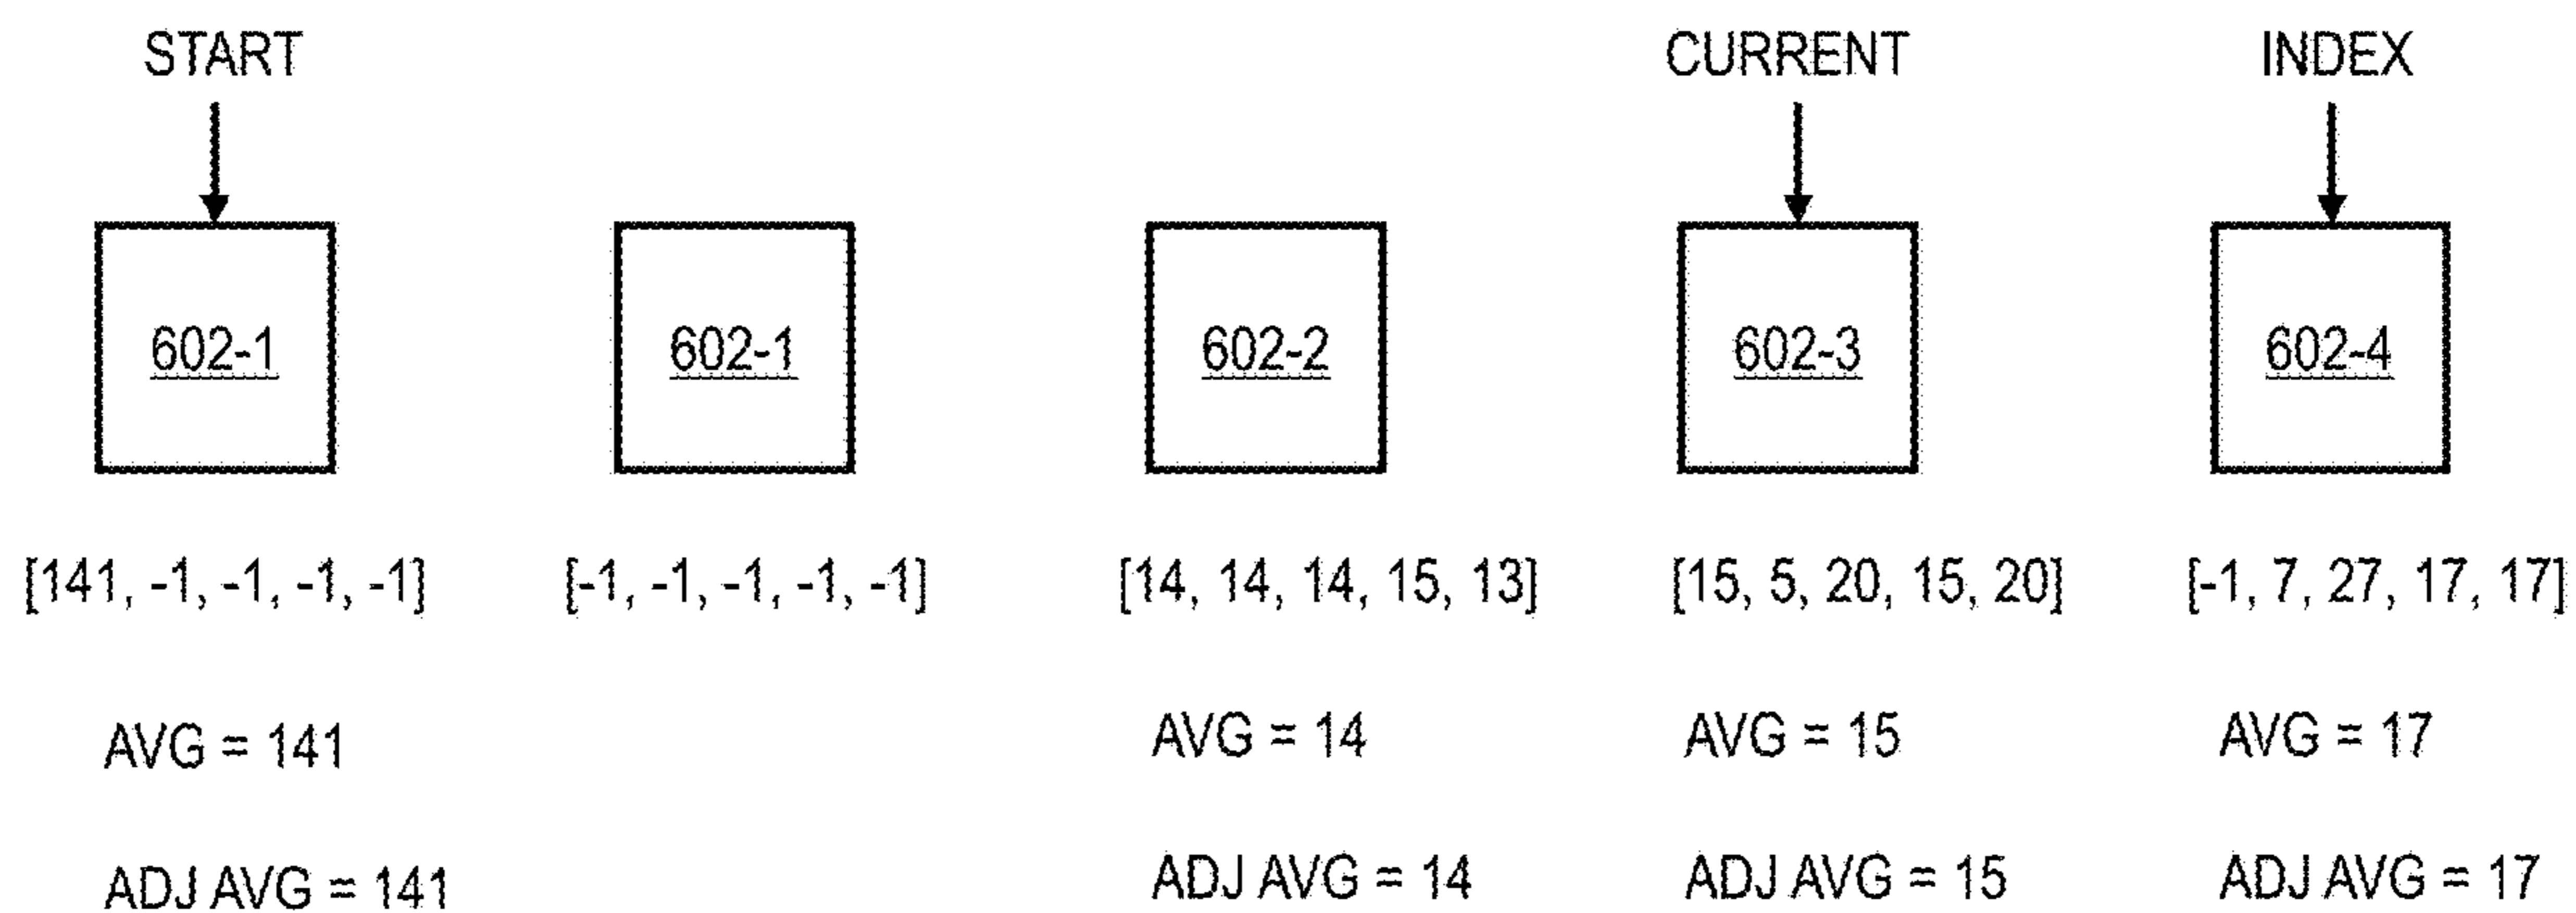 START CURRENT INDEX
602-1 602-1 602-2 602-3 602-4
[141, -1, -1, -1, -1] [-1, -1, -1, -1, -1] [14, 14, 14, 15, 13] [15, 5, 20, 15, 20] [-1, 7, 27, 17, 17]
AVG = 141 AVG = 14 AVG = 15 AVG = 17
ADJ AVG = 141 ADJ AVG = 14 ADJ AVG = 15 ADJ AVG = 17